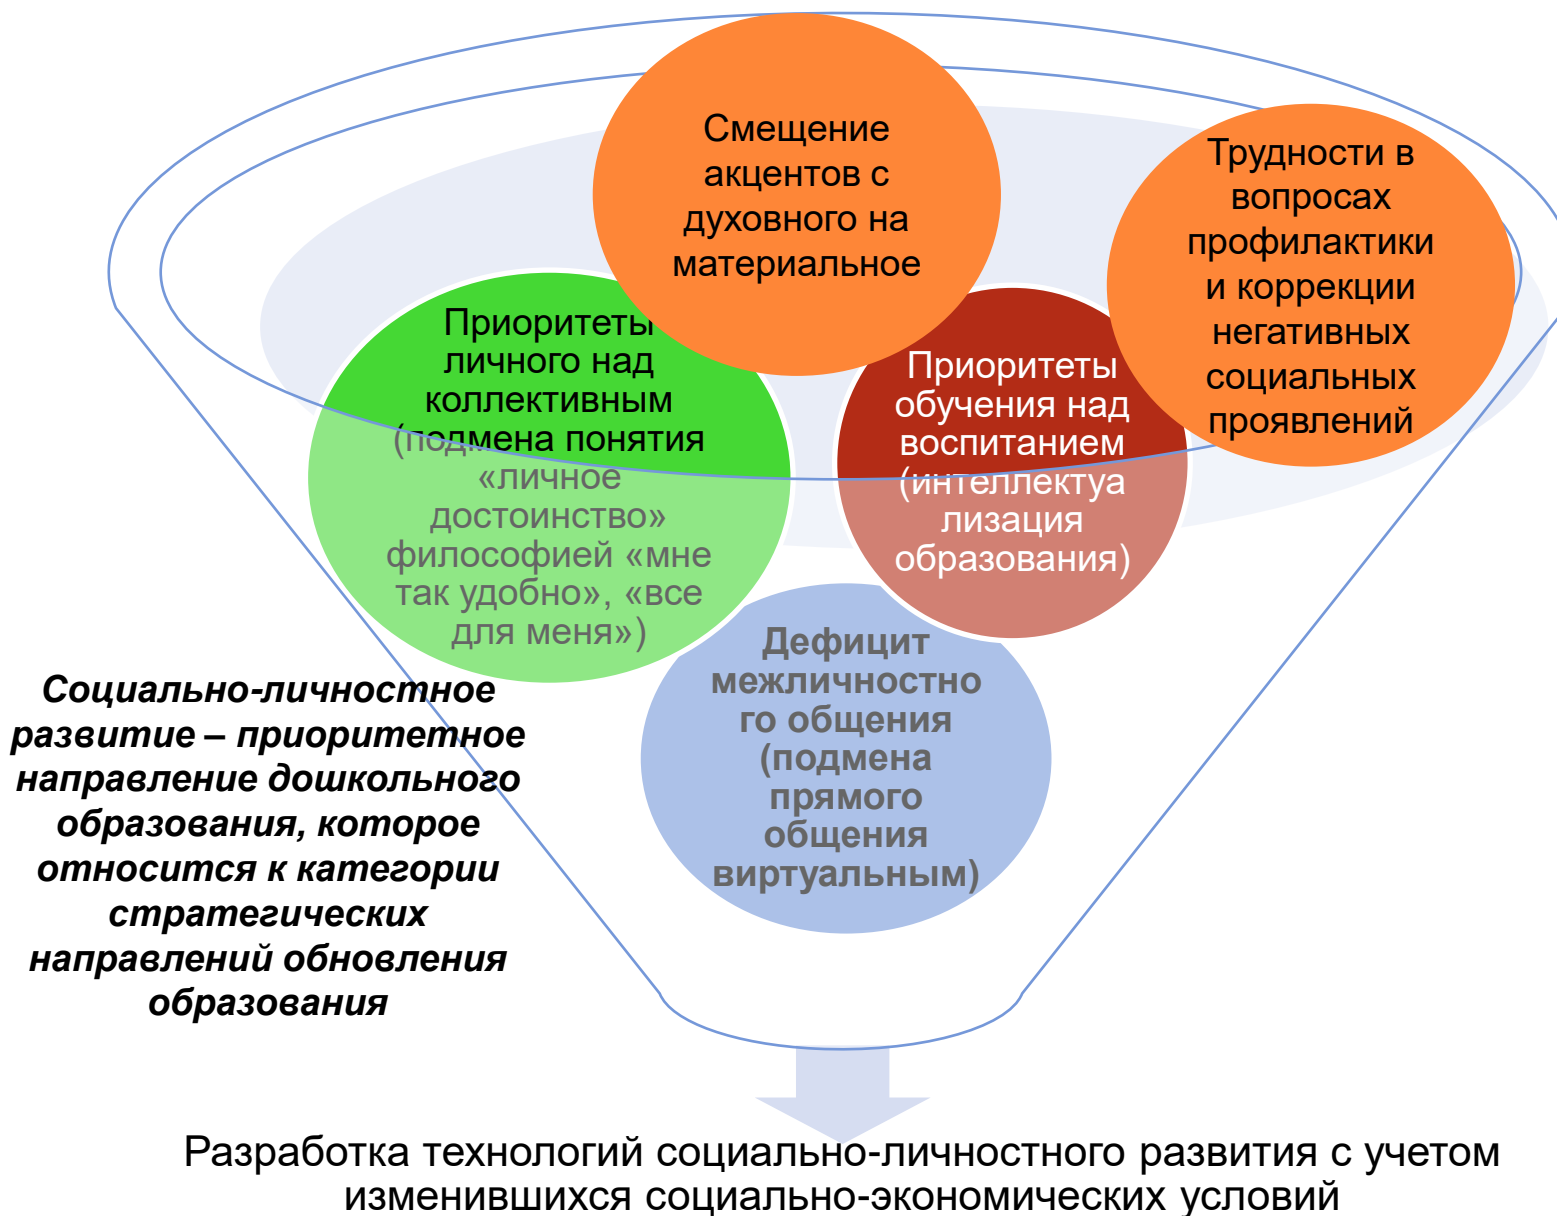 Смещение
акцентов с
духовного на
материальное
Трудности в
вопросах
профилактики
и коррекции
негативных
социальных
проявлений
Приоритеты
личного над
коллективным
(подмена понятия
«личное
достоинство»
философией «мне
так удобно», «все
для меня»)
Приоритеты
обучения над
воспитанием
(интеллектуа
лизация
образования)
Дефицит
межличностно
го общения
(подмена
прямого
общения
виртуальным)
Социально-личностное
развитие – приоритетное
направление дошкольного
образования, которое
относится к категории
стратегических
направлений обновления
образования
Разработка технологий социально-личностного развития с учетом
изменившихся социально-экономических условий